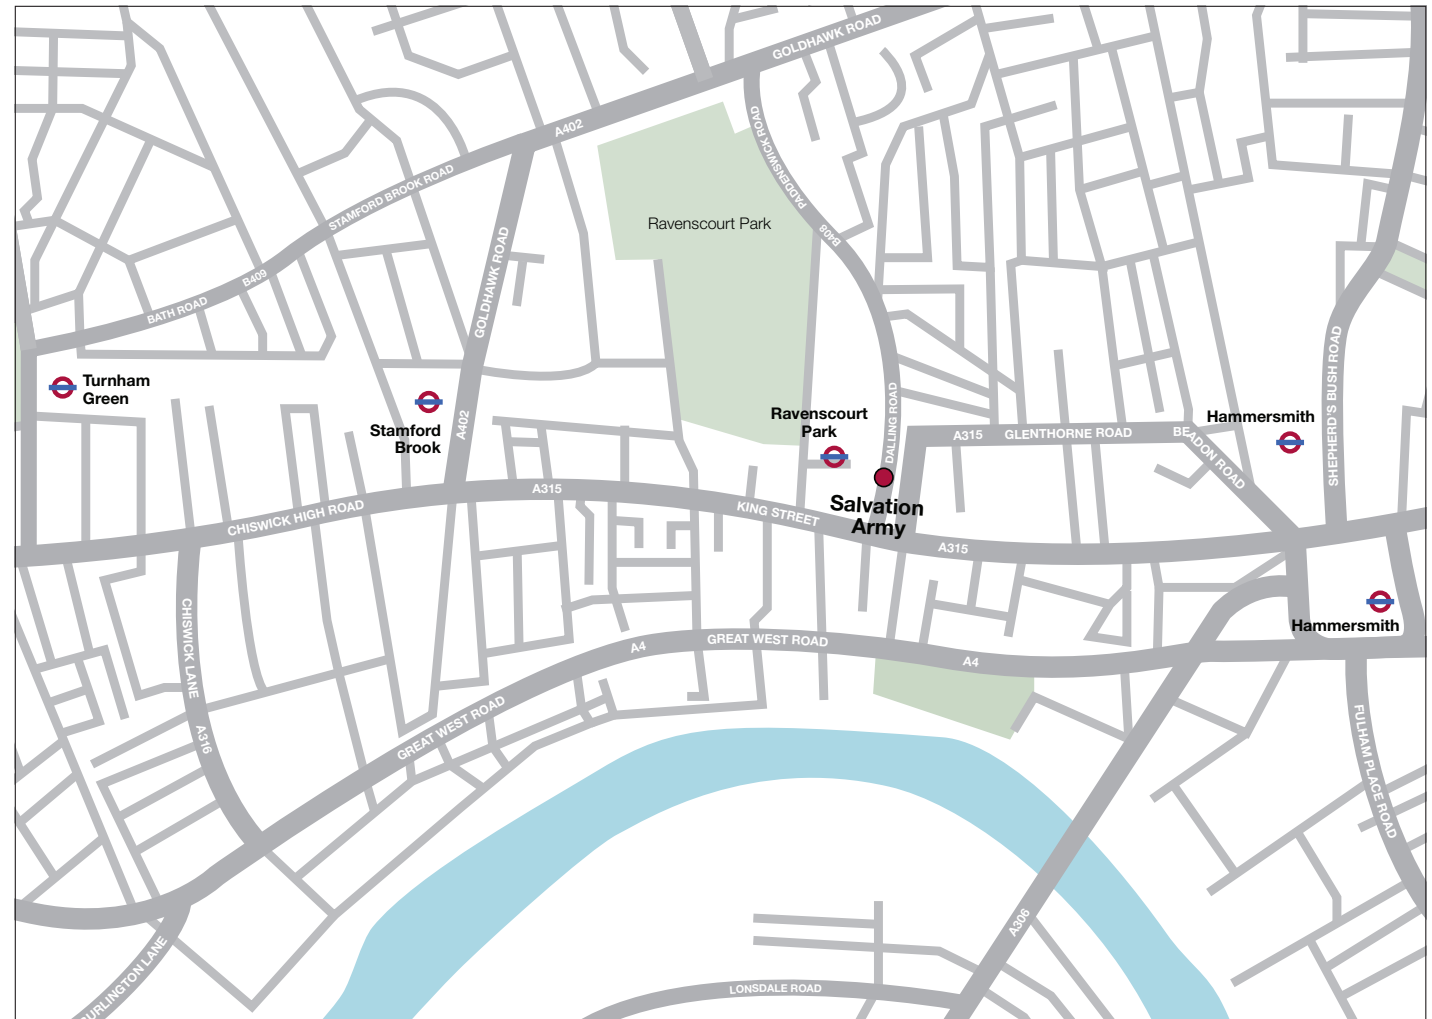 GOLDHAWK ROAD
A402
PADDENSWICK ROAD
STAMFORD BROOK ROAD
Ravenscourt Park
B408
GOLDHAWK ROAD
B409
BATH ROAD
SHEPHERD'S BUSH ROAD
Turnham
Green
Stamford
Brook
A402
Ravenscourt
Park
DALLING ROAD
A315
GLENTHORNE ROAD
BEADON ROAD
Hammersmith
A315
CHISWICK HIGH ROAD
KING STREET
Salvation
Army
A315
CHISWICK LANE
Hammersmith
GREAT WEST ROAD
A4
A4
A316
GREAT WEST ROAD
FULHAM PLACE ROAD
A306
BURLINGTON LANE
LONSDALE ROAD